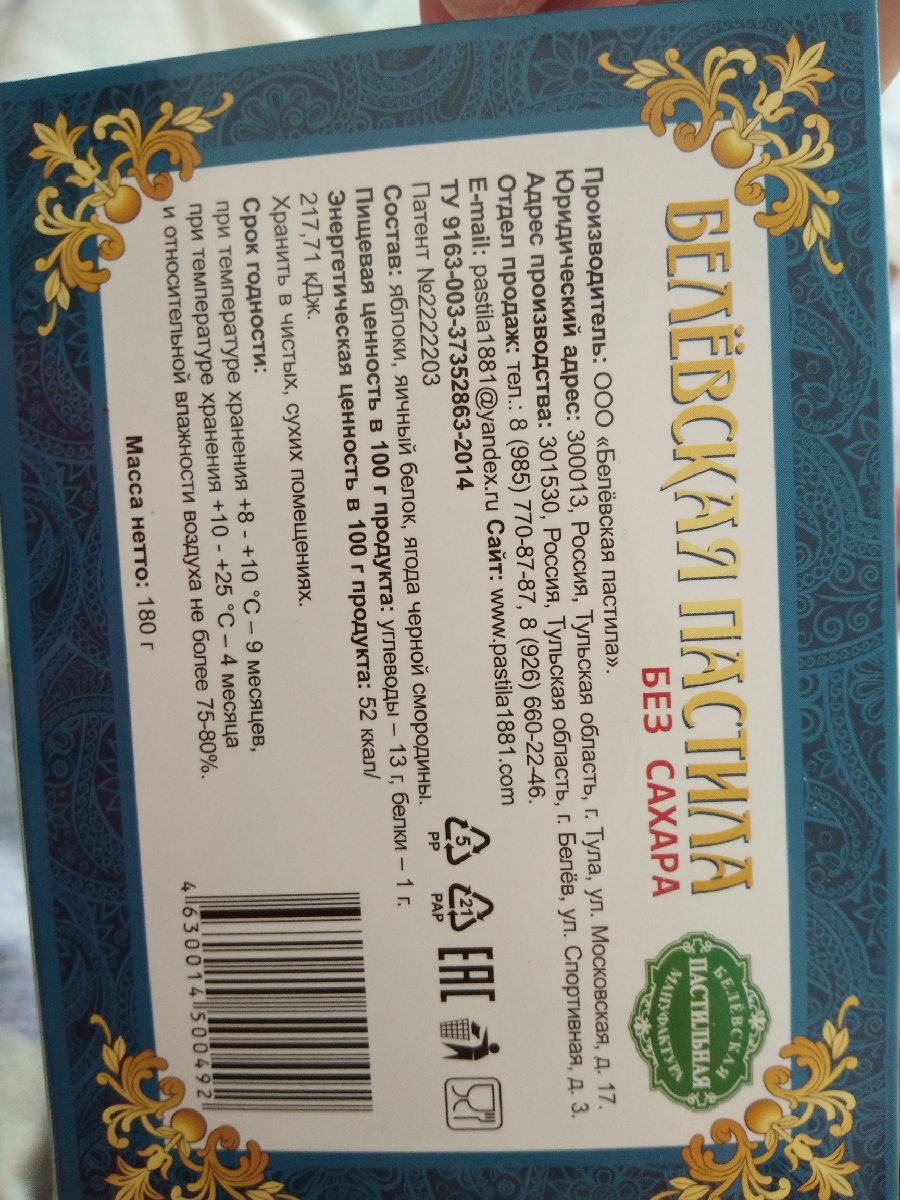 БЕЛЁВСКАЯ ПАСТИЛА
БЕЗ САХАРА
БЕЛЁВСКАЯ
ПАСТИЛЬНАЯ
МАНУФАКТУРА
Производитель: ООО «Белёвская пастила».
Юридический адрес: 300013, Россия, Тульская область, г. Тула, ул. Московская, д. 17.
Адрес производства: 301530, Россия, Тульская область, г. Белёв, ул. Спортивная, д. 3.
Отдел продаж: тел.: 8 (985) 770-87-87, 8 (926) 660-22-46.
E-mail: pastila1881@yandex.ru Сайт: www.pastila1881.com
ТУ 9163-003-37352863-2014
Патент №2222203
Состав: яблоки, яичный белок, ягода черной смородины.
Пищевая ценность в 100 г продукта: углеводы – 13 г, белки – 1 г.
Энергетическая ценность в 100 г продукта: 52 ккал/
217,71 кДж.
Хранить в чистых, сухих помещениях.
Срок годности:
при температуре хранения +8 - +10 °С – 9 месяцев,
при температуре хранения +10 - +25 °С – 4 месяца
и относительной влажности воздуха не более 75-80%.
Масса нетто: 180 г
5
PP
21
PAP
EAC
4 630014 500492